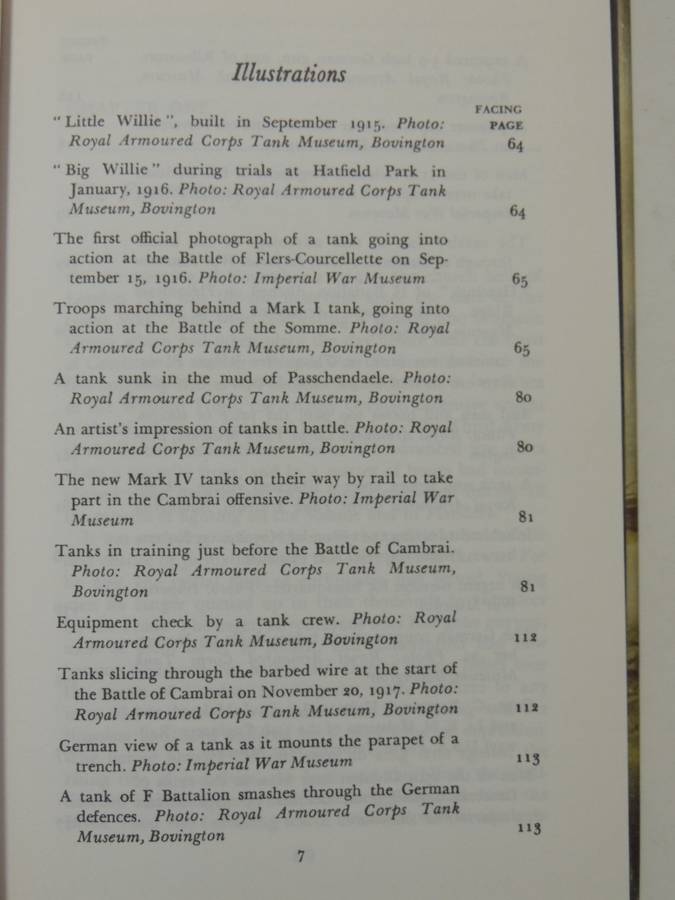 Illustrations
FACING
PAGE
"Little Willie", built in September 1915. Photo:
Royal Armoured Corps Tank Museum, Bovington 64
"Big Willie" during trials at Hatfield Park in
January, 1916. Photo: Royal Armoured Corps Tank
Museum, Bovington 64
The first official photograph of a tank going into
action at the Battle of Flers-Courcellette on Sep-
tember 15, 1916. Photo: Imperial War Museum 65
Troops marching behind a Mark I tank, going into
action at the Battle of the Somme. Photo: Royal
Armoured Corps Tank Museum, Bovington 65
A tank sunk in the mud of Passchendaele. Photo:
Royal Armoured Corps Tank Museum, Bovington 80
An artist's impression of tanks in battle. Photo: Royal
Armoured Corps Tank Museum, Bovington 80
The new Mark IV tanks on their way by rail to take
part in the Cambrai offensive. Photo: Imperial War
Museum 81
Tanks in training just before the Battle of Cambrai.
Photo: Royal Armoured Corps Tank Museum,
Bovington 81
Equipment check by a tank crew. Photo: Royal
Armoured Corps Tank Museum, Bovington 112
Tanks slicing through the barbed wire at the start of
the Battle of Cambrai on November 20, 1917. Photo:
Royal Armoured Corps Tank Museum, Bovington 112
German view of a tank as it mounts the parapet of a
trench. Photo: Imperial War Museum 113
A tank of F Battalion smashes through the German
defences. Photo: Royal Armoured Corps Tank
Museum, Bovington 113
7